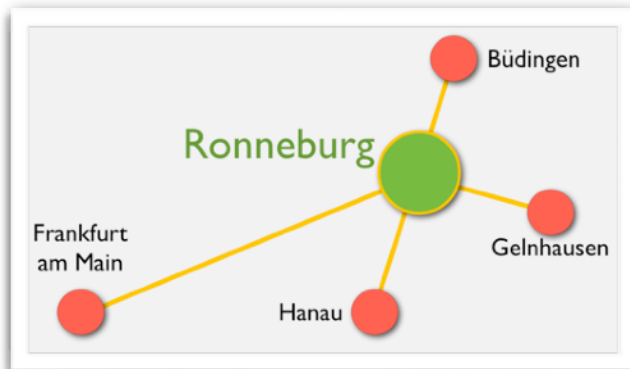 Büdingen
Ronneburg
Frankfurt
am Main
Gelnhausen
Hanau